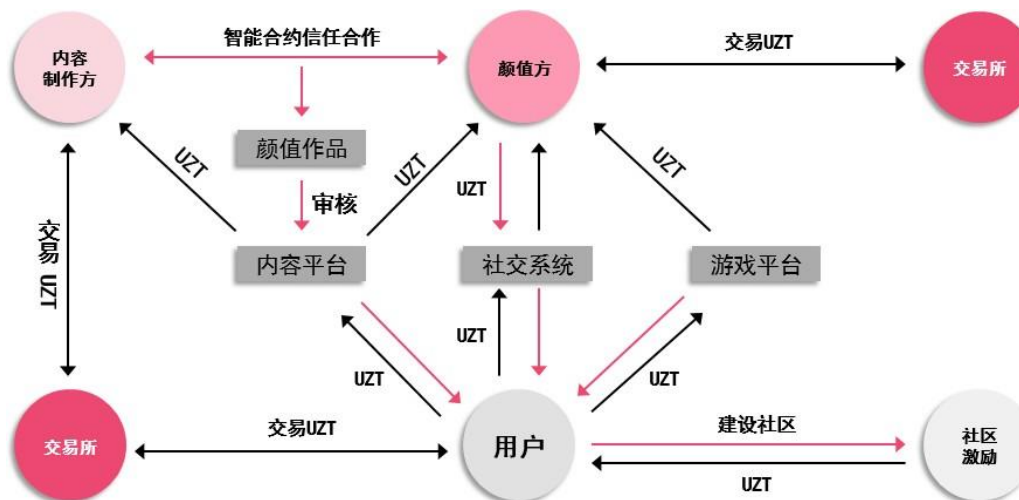 智能合约信任合作
内容
制作方
颜值方
交易UZT
交易所
颜值作品
UZT
UZT
UZT
UZT
审核
交易 UZT
内容平台
社交系统
游戏平台
UZT
UZT
UZT
交易所
交易UZT
用户
建设社区
UZT
社区
激励